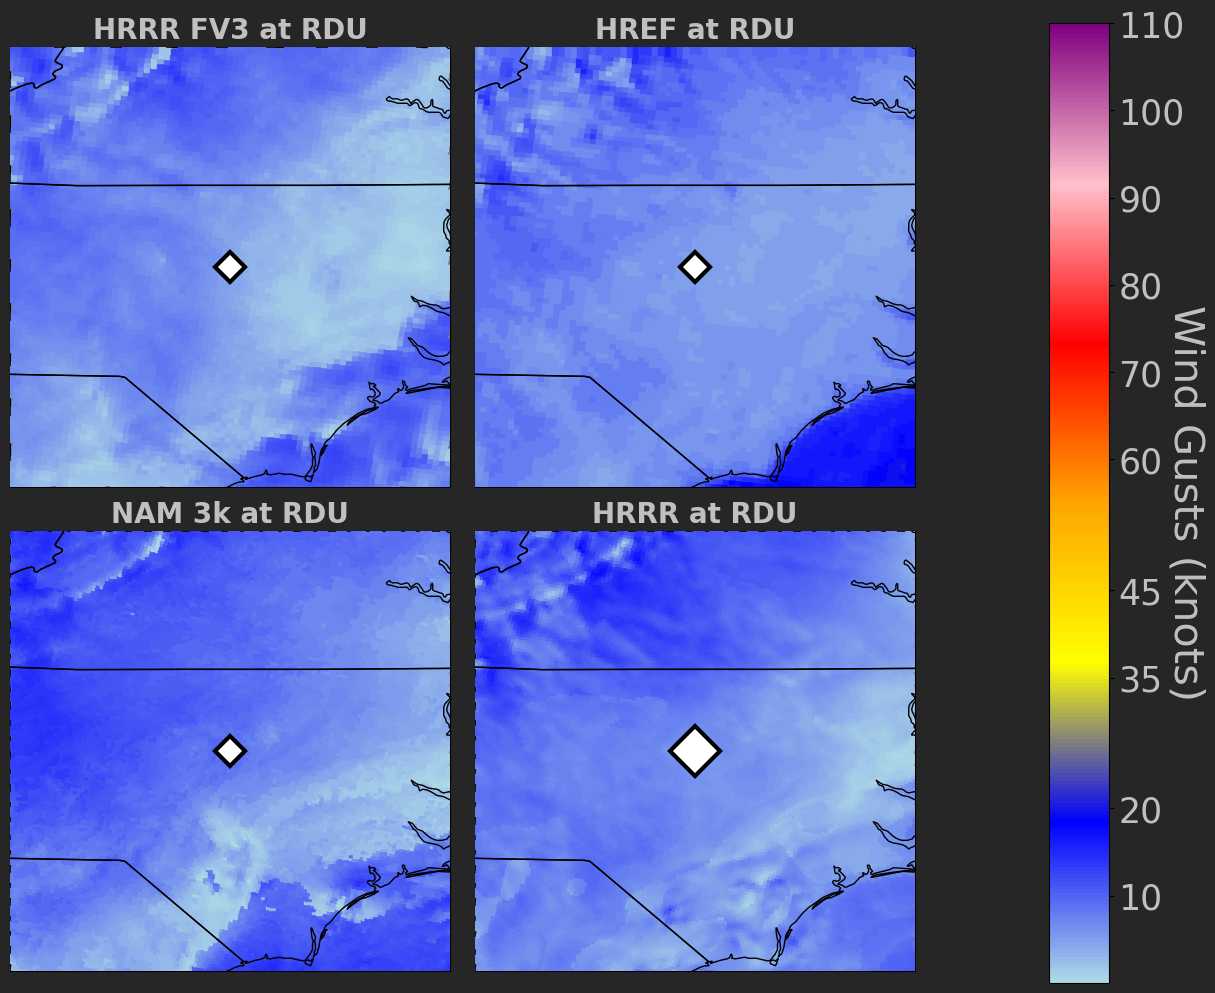 HRRR FV3 at RDU
HREF at RDU
NAM 3k at RDU
HRRR at RDU
110
100
90
80
70
60
45
35
20
10
Wind Gusts (knots)